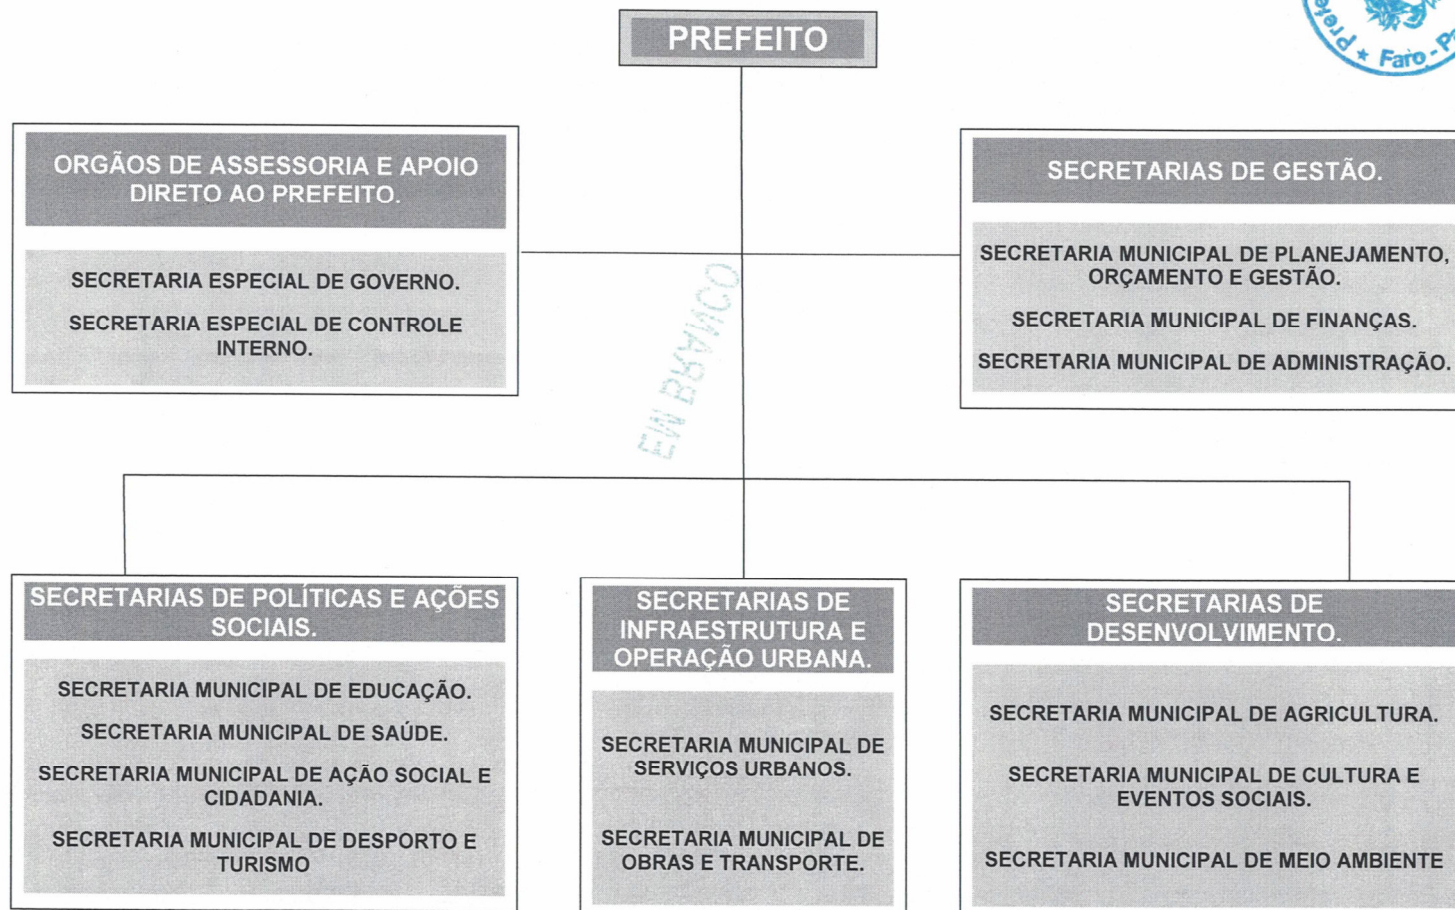 PREFEITO
Faro - P
ORGÃOS DE ASSESSORIA E APOIO
DIRETO AO PREFEITO.
SECRETARIA ESPECIAL DE GOVERNO.
SECRETARIA ESPECIAL DE CONTROLE
INTERNO.
SECRETARIAS DE GESTÃO.
SECRETARIA MUNICIPAL DE PLANEJAMENTO,
ORÇAMENTO E GESTÃO.
SECRETARIA MUNICIPAL DE FINANÇAS.
SECRETARIA MUNICIPAL DE ADMINISTRAÇÃO.
EM BRANCO
SECRETARIAS DE POLÍTICAS E AÇÕES
SOCIAIS.
SECRETARIA MUNICIPAL DE EDUCAÇÃO.
SECRETARIA MUNICIPAL DE SAÚDE.
SECRETARIA MUNICIPAL DE AÇÃO SOCIAL E
CIDADANIA.
SECRETARIA MUNICIPAL DE DESPORTO E
TURISMO
SECRETARIAS DE
INFRAESTRUTURA E
OPERAÇÃO URBANA.
SECRETARIA MUNICIPAL DE
SERVIÇOS URBANOS.
SECRETARIA MUNICIPAL DE
OBRAS E TRANSPORTE.
SECRETARIAS DE
DESENVOLVIMENTO.
SECRETARIA MUNICIPAL DE AGRICULTURA.
SECRETARIA MUNICIPAL DE CULTURA E
EVENTOS SOCIAIS.
SECRETARIA MUNICIPAL DE MEIO AMBIENTE